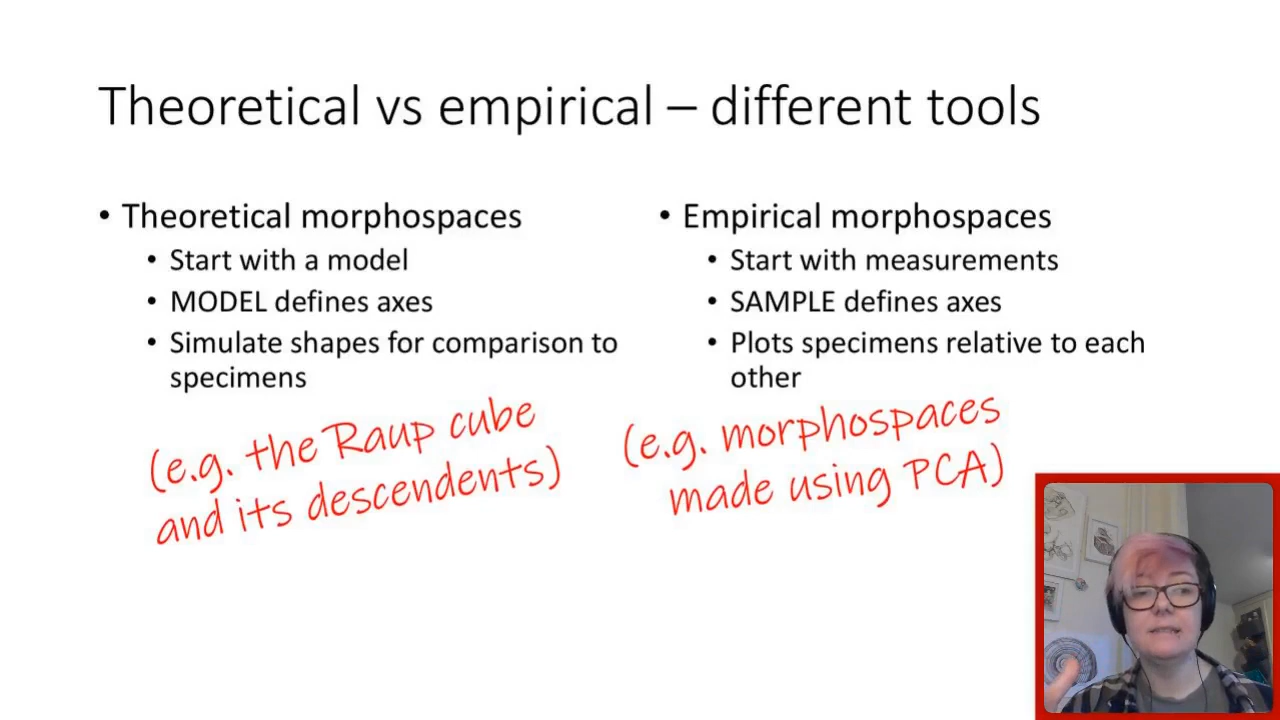 Theoretical vs empirical – different tools
• Theoretical morphospaces
• Start with a model
• MODEL defines axes
• Simulate shapes for comparison to
specimens
(e.g. the Raup cube
and its descendents)
• Empirical morphospaces
• Start with measurements
• SAMPLE defines axes
• Plots specimens relative to each
other
(e.g. morphospaces
made using PCA)